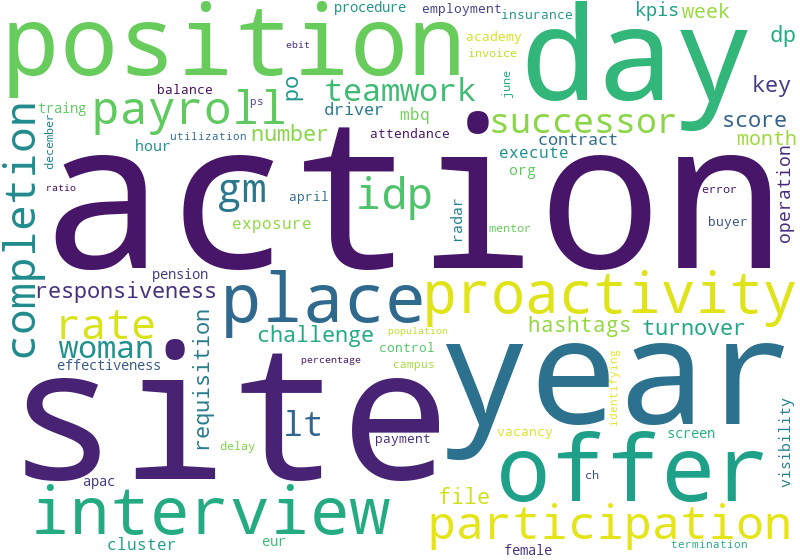 procedure
employment
insurance
kpis
week
position
day
academy
invoice
ebit
dp
balance
ps
po
teamwork
june
key
traing
payroll
driver
mbq
successor
score
december
utilization
number
attendance
contract
month
hour
execute
completion
action
org
operation
ratio
gm
april
idp
radar
error
buyer
exposure
mentor
pension
responsiveness
place
proactivity
rate
challenge
hashtags
turnover
woman
requisition
population
control
effectiveness
percentage
campus
identifying
site
year
lt
payment
vacancy
screen
visibility
delay
apac
offer
ch
interview
file
participation
cluster
eur
female
termination